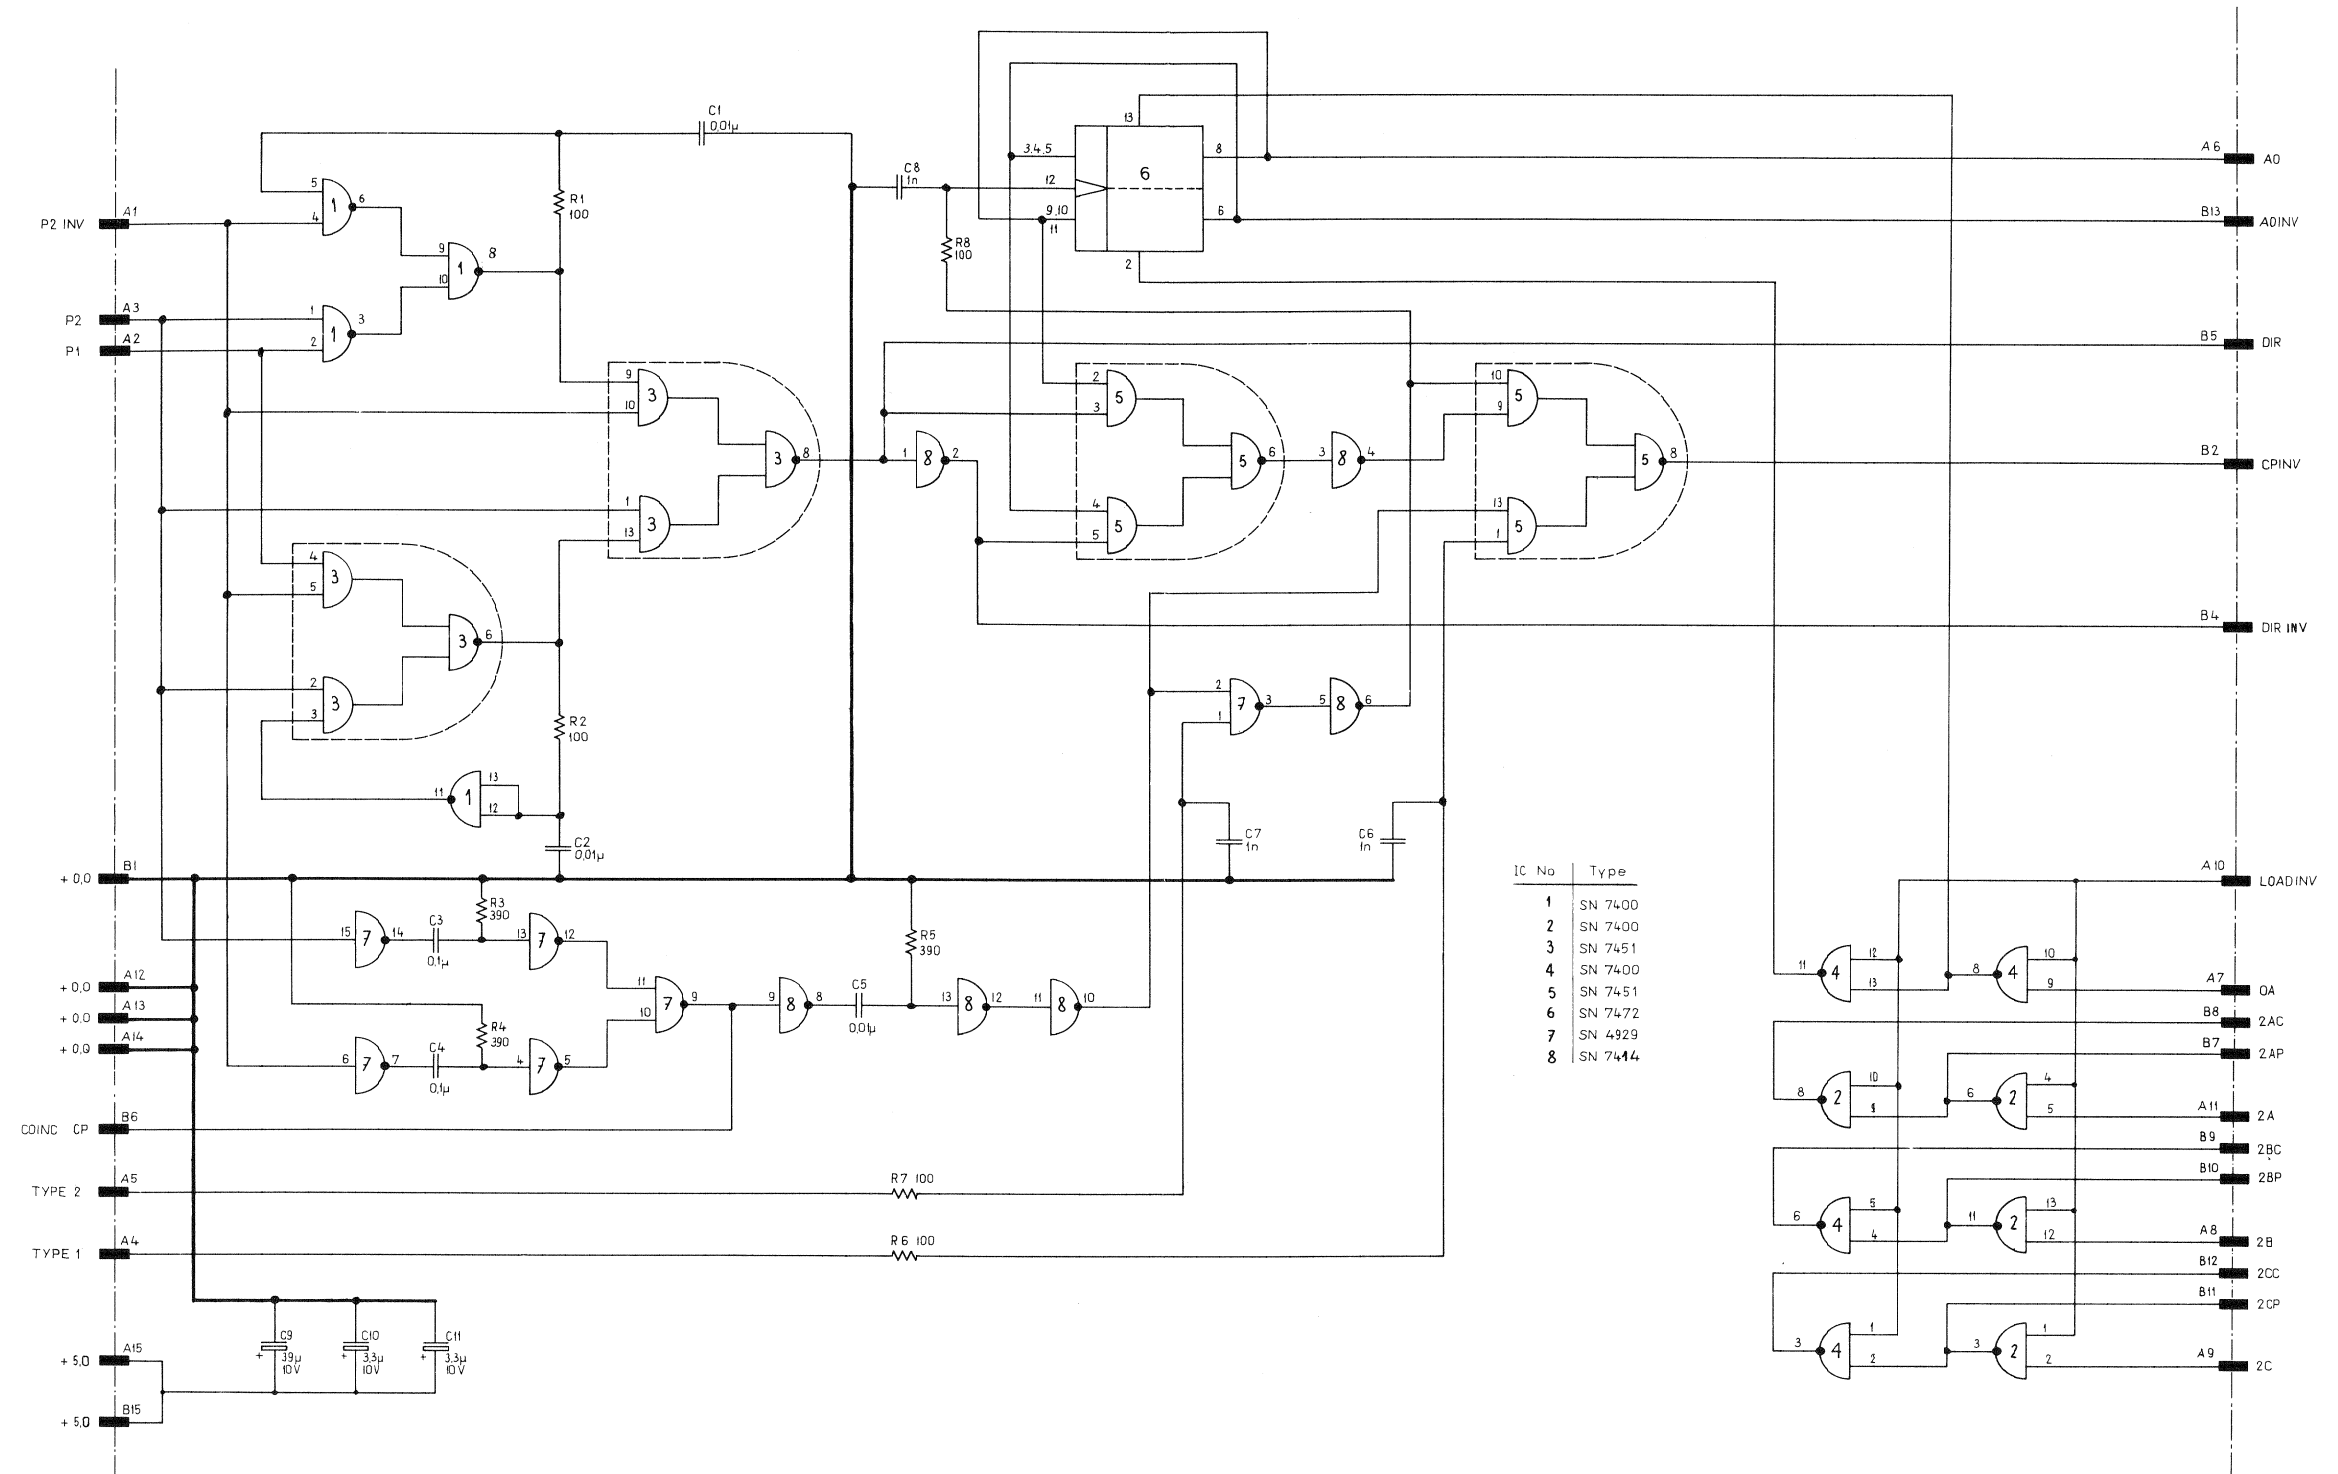 C1
0,01µ
13
A6
A0
3.4.5
8
C8
1n
12
6
5
6
1
A1
P2 INV
4
R1
100
9,10
11
6
B13
A0INV
9
8
R8
100
1
10
2
A3
P2
1
3
1
A2
P1
2
B5
DIR
9
3
10
2
5
3
10
5
9
3
8
1
8
2
5
6
3
8
4
5
8
B2
CPINV
1
3
13
4
5
5
13
5
1
4
3
5
3
6
B4
DIR INV
2
3
3
2
7
3
1
5
8
6
R2
100
13
11
1
12
C2
0,01µ
C7
1n
C6
1n
B1
+ 0,0
A10
LOADINV
IC No Type
1 SN 7400
2 SN 7400
3 SN 7451
4 SN 7400
5 SN 7451
6 SN 7472
7 SN 4929
8 SN 7414
R3
390
15
7
14
C3
0,1µ
13
7
12
R5
390
11
4
12
13
8
4
10
9
A12
+ 0,0
A7
0A
11
7
9
10
9
8
8
C5
0,01µ
13
8
12
11
8
10
A13
+ 0,0
B8
2AC
A14
+ 0,0
B7
2AP
R4
390
6
7
7
C4
0,1µ
4
7
5
8
2
10
9
6
2
4
5
A11
2A
B6
COINC CP
B9
2BC
A5
TYPE 2
R7 100
B10
2BP
6
4
5
4
11
2
13
12
A8
2B
A4
TYPE 1
R6 100
B12
2CC
B11
2CP
C9
39µ
10V
+
C10
3,3µ
10V
+
C11
3,3µ
10V
+
3
4
1
2
3
2
1
2
A9
2C
A15
+ 5,0
B15
+ 5,0